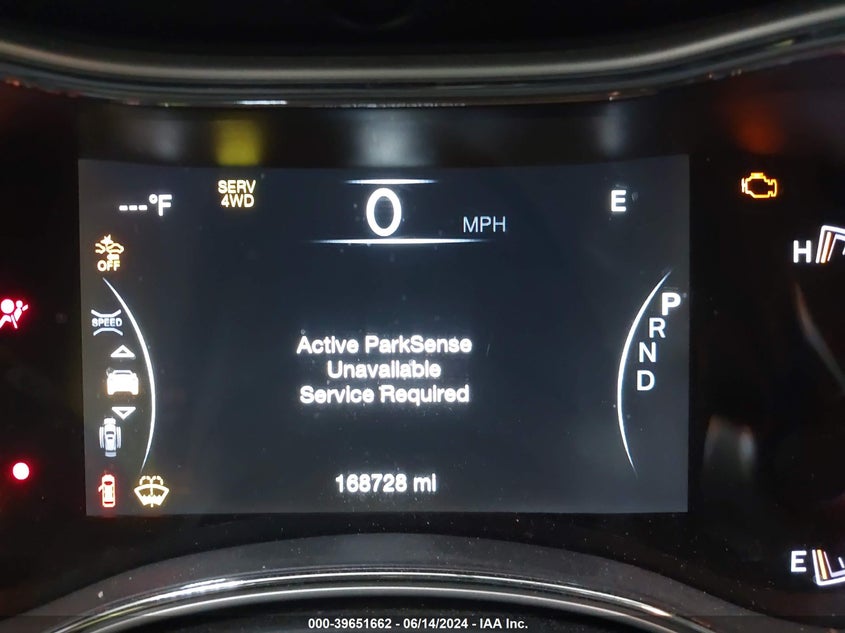 ---°F
SERV
4WD
0
MPH
E
OFF
H
SPEED
P
R
N
D
Active ParkSense
Unavailable
Service Required
168728 mi
E
000-39651662 - 06/14/2024 - IAA Inc.